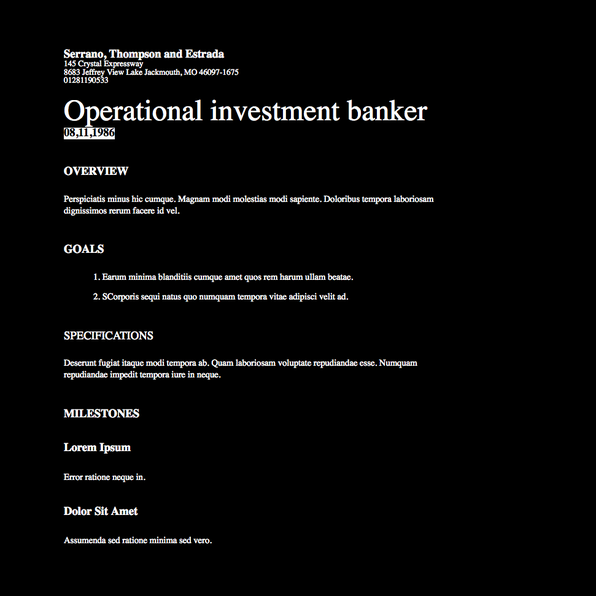 Serrano, Thompson and Estrada
145 Crystal Expressway
8683 Jeffrey View Lake Jackmouth, MO 46097-1675
01281190533
Operational investment banker
08,11,1986
OVERVIEW
Perspiciatis minus hic cumque. Magnam modi molestias modi sapiente. Doloribus tempora laboriosam
dignissimos rerum facere id vel.
GOALS
1. Earum minima blanditiis cumque amet quos rem harum ullam beatae.
2. SCorporis sequi natus quo numquam tempora vitae adipisci velit ad.
SPECIFICATIONS
Deserunt fugiat itaque modi tempora ab. Quam laboriosam voluptate repudiandae esse. Numquam
repudiandae impedit tempora iure in neque.
MILESTONES
Lorem Ipsum
Error ratione neque in.
Dolor Sit Amet
Assumenda sed ratione minima sed vero.